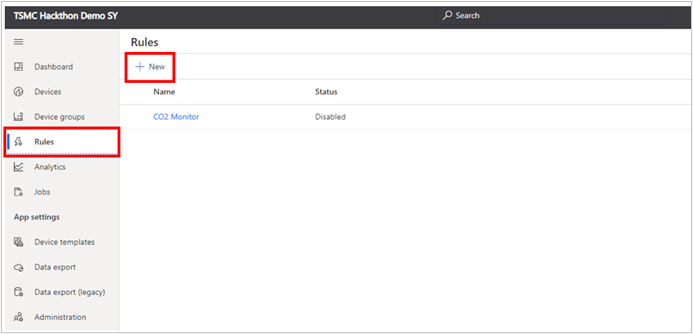 TSMC Hackthon Demo SY
Search
Dashboard
Devices
Device groups
Rules
Analytics
Jobs
App settings
Device templates
Data export
Data export (legacy)
Administration
Rules
+ New
Name Status
CO2 Monitor Disabled